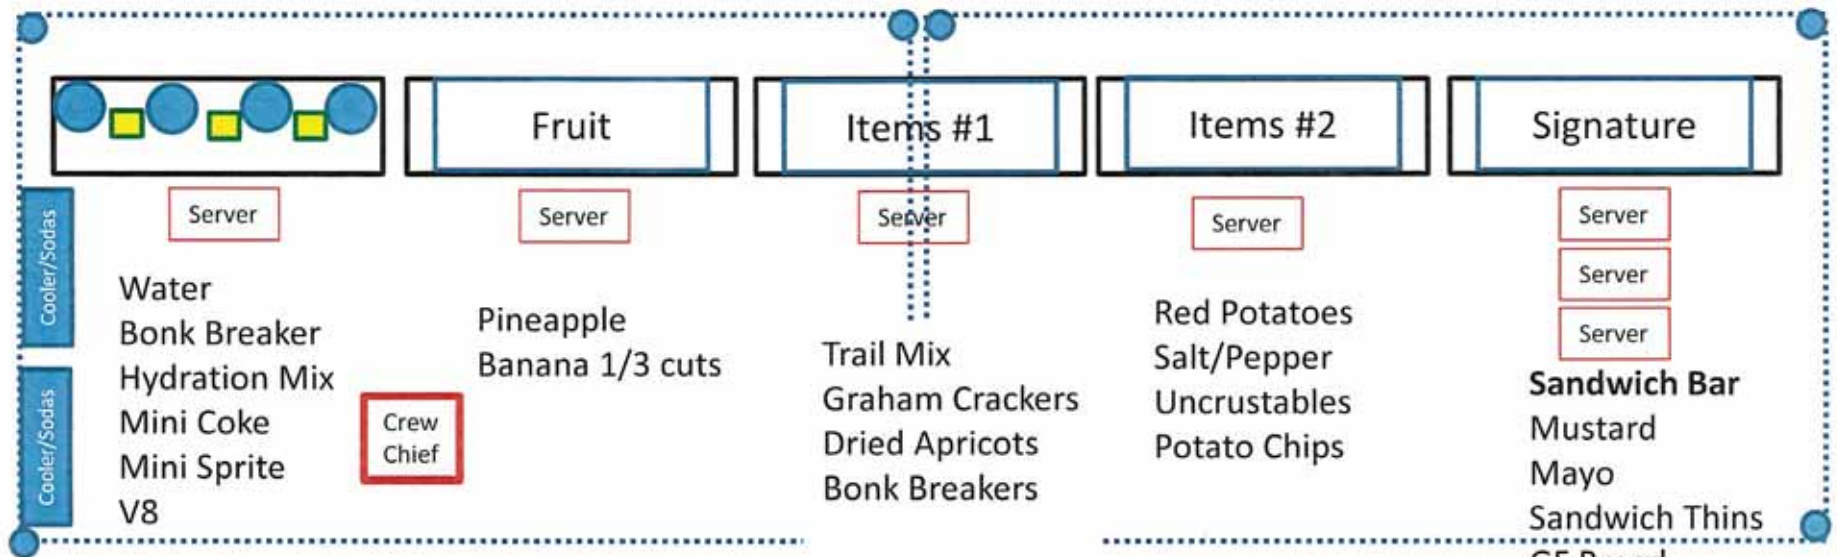 Fruit
Items #1
Items #2
Signature
Server
Server
Server
Server
Server
Server
Server
Cooler/Sodas
Cooler/Sodas
Water
Bonk Breaker
Hydration Mix
Mini Coke
Mini Sprite
V8
Crew
Chief
Pineapple
Banana 1/3 cuts
Trail Mix
Graham Crackers
Dried Apricots
Bonk Breakers
Red Potatoes
Salt/Pepper
Uncrustables
Potato Chips
Sandwich Bar
Mustard
Mayo
Sandwich Thins